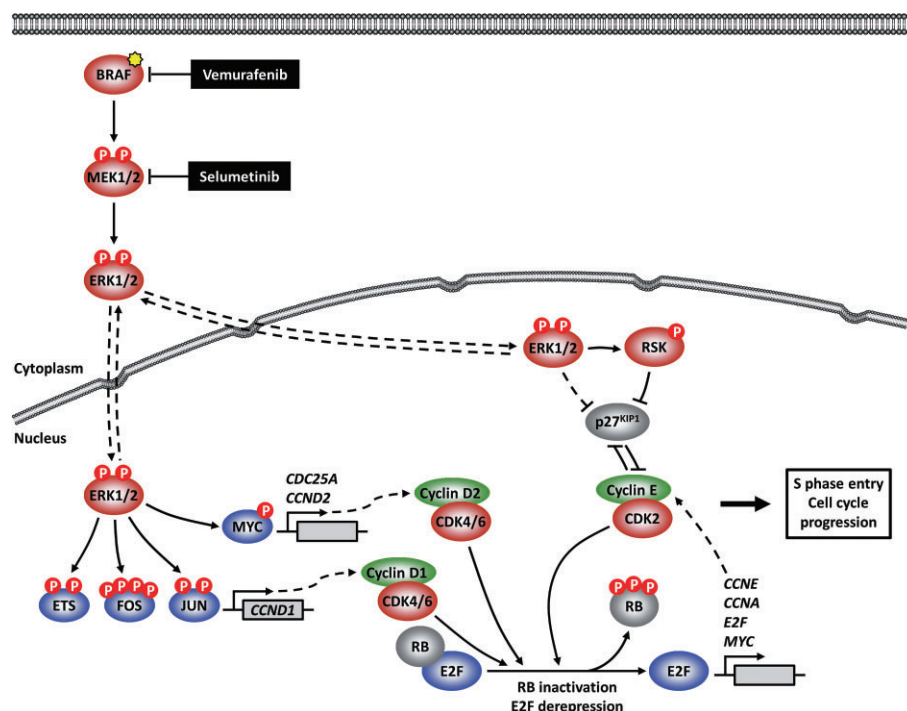 BRAF
Vemurafenib
P P
MEK1/2
Selumetinib
P P
ERK1/2
P P
ERK1/2
P
RSK
Cytoplasm
Nucleus
p27KIP1
P P
ERK1/2
P
MYC
CDC25A
CCND2
Cyclin D2
CDK4/6
Cyclin E
CDK2
S phase entry
Cell cycle
progression
P P
ETS
P P P P
FOS
P P
JUN
CCND1
Cyclin D1
CDK4/6
P P P
RB
CCNE
CCNA
E2F
MYC
RB
E2F
E2F
RB inactivation
E2F derepression